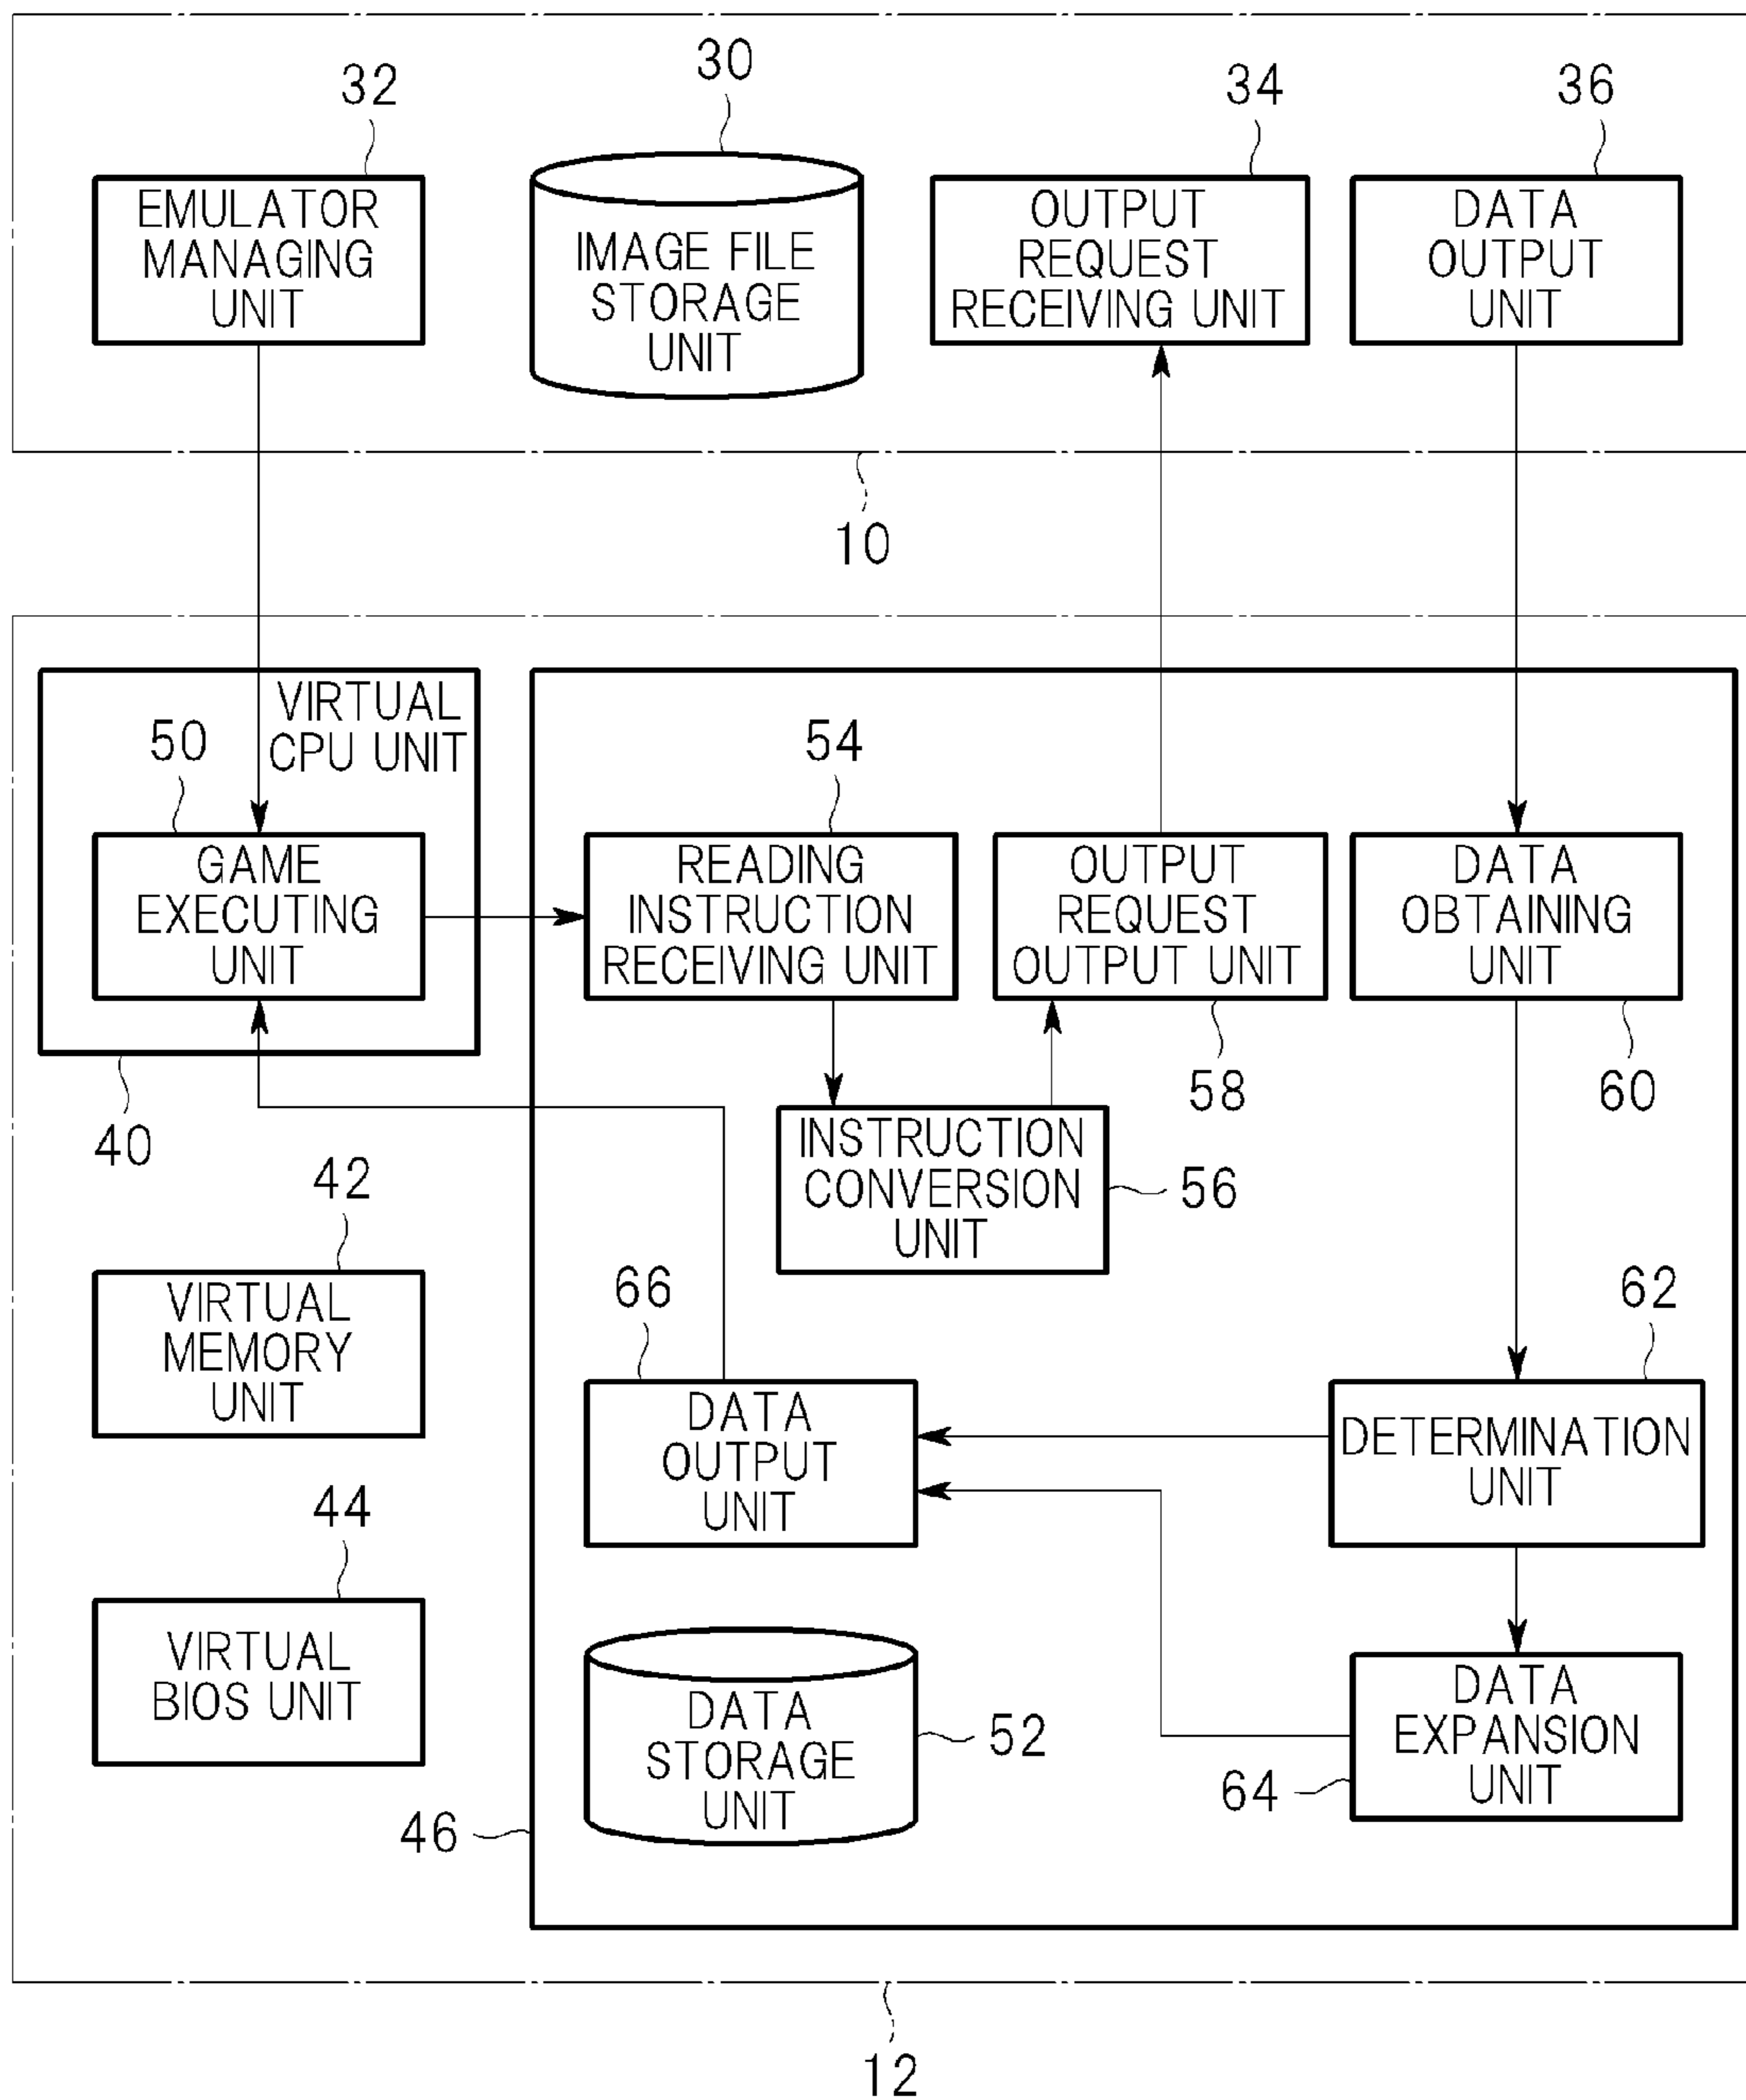 30
32
34
36
EMULATOR
MANAGING
UNIT
IMAGE FILE
STORAGE
UNIT
OUTPUT
REQUEST
RECEIVING UNIT
DATA
OUTPUT
UNIT
10
VIRTUAL
CPU UNIT
50
54
GAME
EXECUTING
UNIT
READING
INSTRUCTION
RECEIVING UNIT
OUTPUT
REQUEST
OUTPUT UNIT
DATA
OBTAINING
UNIT
58
60
40
INSTRUCTION
CONVERSION
UNIT
56
42
66
62
VIRTUAL
MEMORY
UNIT
DATA
OUTPUT
UNIT
DETERMINATION
UNIT
44
VIRTUAL
BIOS UNIT
DATA
STORAGE
UNIT
52
DATA
EXPANSION
UNIT
64
46
12